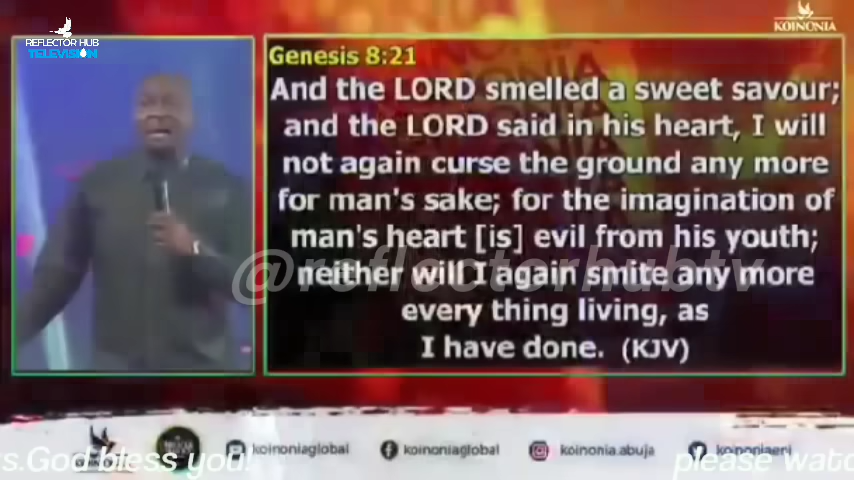 REFLECTOR HUB
TELEVISION
KOINONIA
Genesis 8:21
And the LORD smelled a sweet savour;
and the LORD said in his heart, I will
not again curse the ground any more
for man's sake; for the imagination of
man's heart [is] evil from his youth;
neither will I again smite any more
every thing living, as
I have done. (KJV)
@reflectorhubtv
koinoniaglobal
koinoniaglobal
koinonia.abuja
koinoniaeni
s.God bless you!
please watc